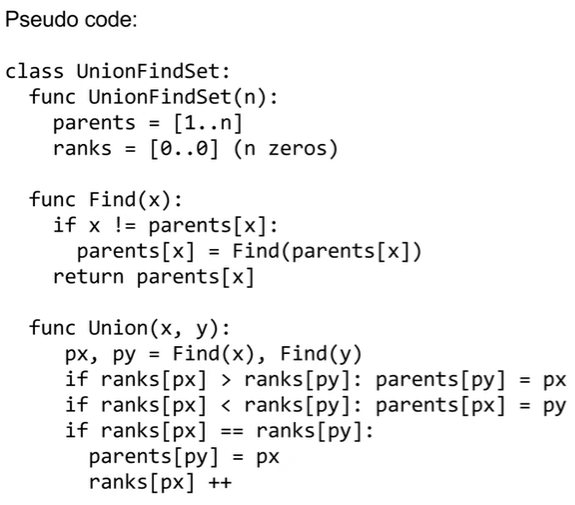 Pseudo code:
class UnionFindSet:
  func UnionFindSet(n):
    parents = [1..n]
    ranks = [0..0] (n zeros)
  func Find(x):
    if x != parents[x]:
      parents[x] = Find(parents[x])
    return parents[x]
  func Union(x, y):
     px, py = Find(x), Find(y)
     if ranks[px] > ranks[py]: parents[py] = px
     if ranks[px] < ranks[py]: parents[px] = py
     if ranks[px] == ranks[py]:
       parents[py] = px
       ranks[px] ++